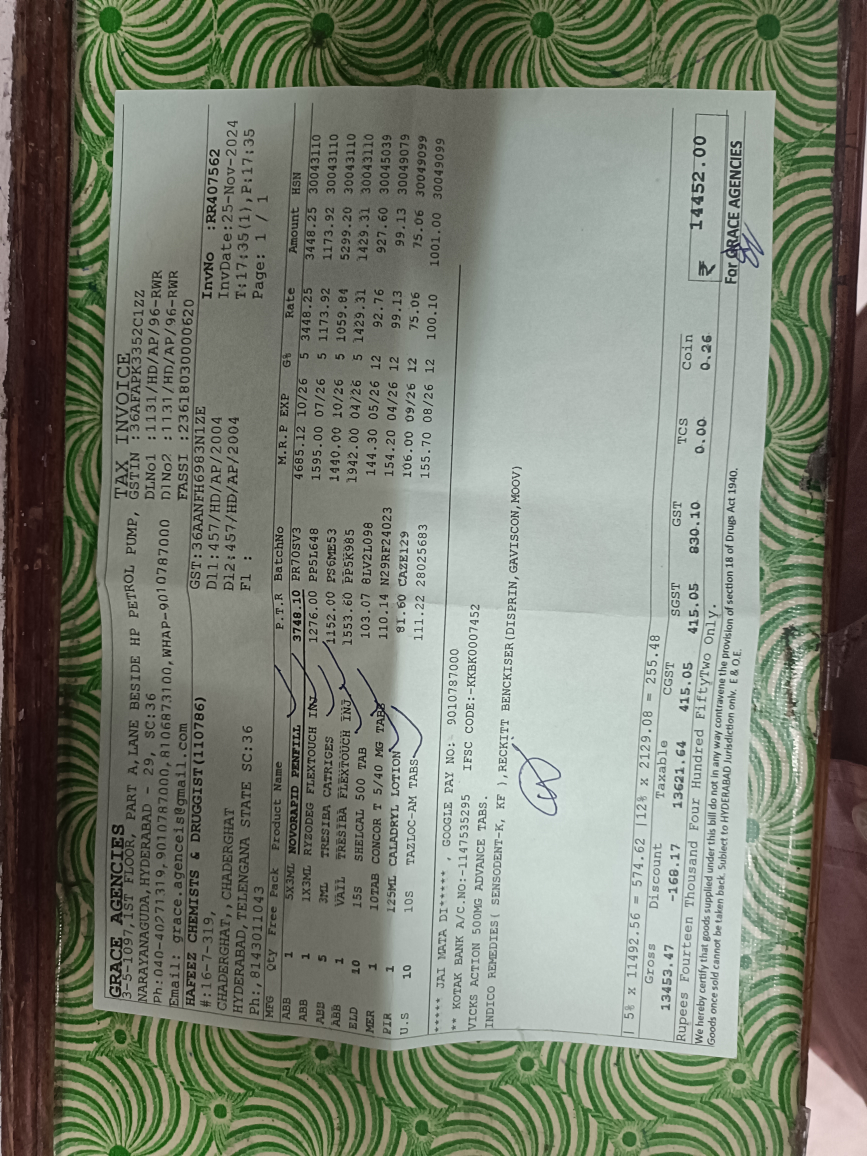 GRACE AGENCIES
3-5-1097,1ST FLOOR, PART A,LANE BESIDE HP PETROL PUMP,
NARAYANAGUDA,HYDERABAD - 29, SC:36
Ph:040-40271319,9010787000,8106873100,WHAP-9010787000
Email: grace.agenceis@gmail.com
TAX INVOICE
GSTIN :36AFAPK3352C1ZZ
DLNo1 :1131/HD/AP/96-RWR
DlNo2 :1131/HD/AP/96-RWR
FASSI :23618030000620
HAFEEZ CHEMISTS & DRUGGIST(110786)
#:16-7-319,
CHADERGHAT,,CHADERGHAT
HYDERABAD,TELENGANA STATE SC:36
Ph:,8143011043
GST:36AANFH6983N1ZE
Dl1:457/HD/AP/2004
Dl2:457/HD/AP/2004
Fl :
InvNo :RR407562
InvDate:25-Nov-2024
T:17:35(1),P:17:35
Page: 1 / 1
MFG Qty Free Pack Product Name P.T.R BatchNo M.R.P EXP G% Rate Amount HSN
ABB 1 5X3ML NOVORAPID PENFILL 3748.10 PR70SV3 4685.12 10/26 5 3448.25 3448.25 30043110
ABB 1 1X3ML RYZODEG FLEXTOUCH INJ 1276.00 PP5L648 1595.00 07/26 5 1173.92 1173.92 30043110
ABB 5 3ML TRESIBA CATRIGES 1152.00 PS6ME53 1440.00 10/26 5 1059.84 5299.20 30043110
ABB 1 VAIL TRESIBA FLEXTOUCH INJ 1553.60 PP5K985 1942.00 04/26 5 1429.31 1429.31 30043110
ELD 10 15S SHELCAL 500 TAB 103.07 8LV2L098 144.30 05/26 12 92.76 927.60 30045039
MER 1 10TAB CONCOR T 5/40 MG TABS 110.14 N29RF24023 154.20 04/26 12 99.13 99.13 30049079
PIR 1 125ML CALADRYL LOTION 81.60 CAZE129 106.00 09/26 12 75.06 75.06 30049099
U.S 10 10S TAZLOC-AM TABS 111.22 28025683 155.70 08/26 12 100.10 1001.00 30049099
***** JAI MATA DI***** , GOOGLE PAY NO: 9010787000
** KOTAK BANK A/C.NO:-1147535295 IFSC CODE:-KKBK0007452
VICKS ACTION 500MG ADVANCE TABS.
INDICO REMEDIES( SENSODENT-K, KF ),RECKITT BENCKISER(DISPRIN,GAVISCON,MOOV)
5% x 11492.56 = 574.62 |12% x 2129.08 = 255.48
Gross Discount Taxable CGST SGST GST TCS Coin
13453.47 -168.17 13621.64 415.05 415.05 830.10 0.00 0.26
₹ 14452.00
Rupees Fourteen Thousand Four Hundred FiftyTwo Only.
We hereby certify that goods supplied under this bill do not in any way contravene the provision of section 18 of Drugs Act 1940.
Goods once sold cannot be taken back. Subject to HYDERABAD Jurisdiction only. E & O.E.
For GRACE AGENCIES